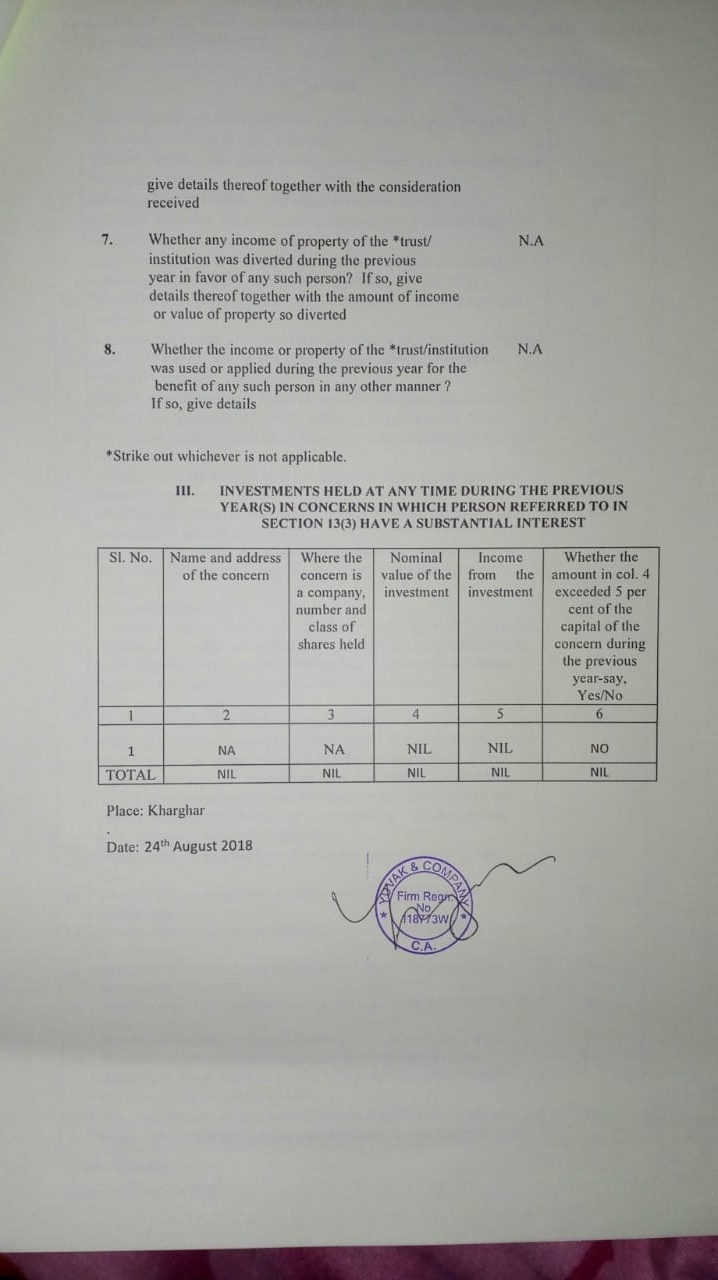 give details thereof together with the consideration
received
7. Whether any income of property of the *trust/ N.A
institution was diverted during the previous
year in favor of any such person? If so, give
details thereof together with the amount of income
or value of property so diverted
8. Whether the income or property of the *trust/institution N.A
was used or applied during the previous year for the
benefit of any such person in any other manner ?
If so, give details
*Strike out whichever is not applicable.
III. INVESTMENTS HELD AT ANY TIME DURING THE PREVIOUS
YEAR(S) IN CONCERNS IN WHICH PERSON REFERRED TO IN
SECTION 13(3) HAVE A SUBSTANTIAL INTEREST
Sl. No. Name and address Where the Nominal Income Whether the
of the concern concern is value of the from the amount in col. 4
a company, investment investment exceeded 5 per
number and cent of the
class of capital of the
shares held concern during
the previous
year-say,
Yes/No
1 2 3 4 5 6
1 NA NA NIL NIL NO
TOTAL NIL NIL NIL NIL NIL
Place: Kharghar
.
Date: 24th August 2018
& COMPANY
Firm Regn.
No.
C.A.